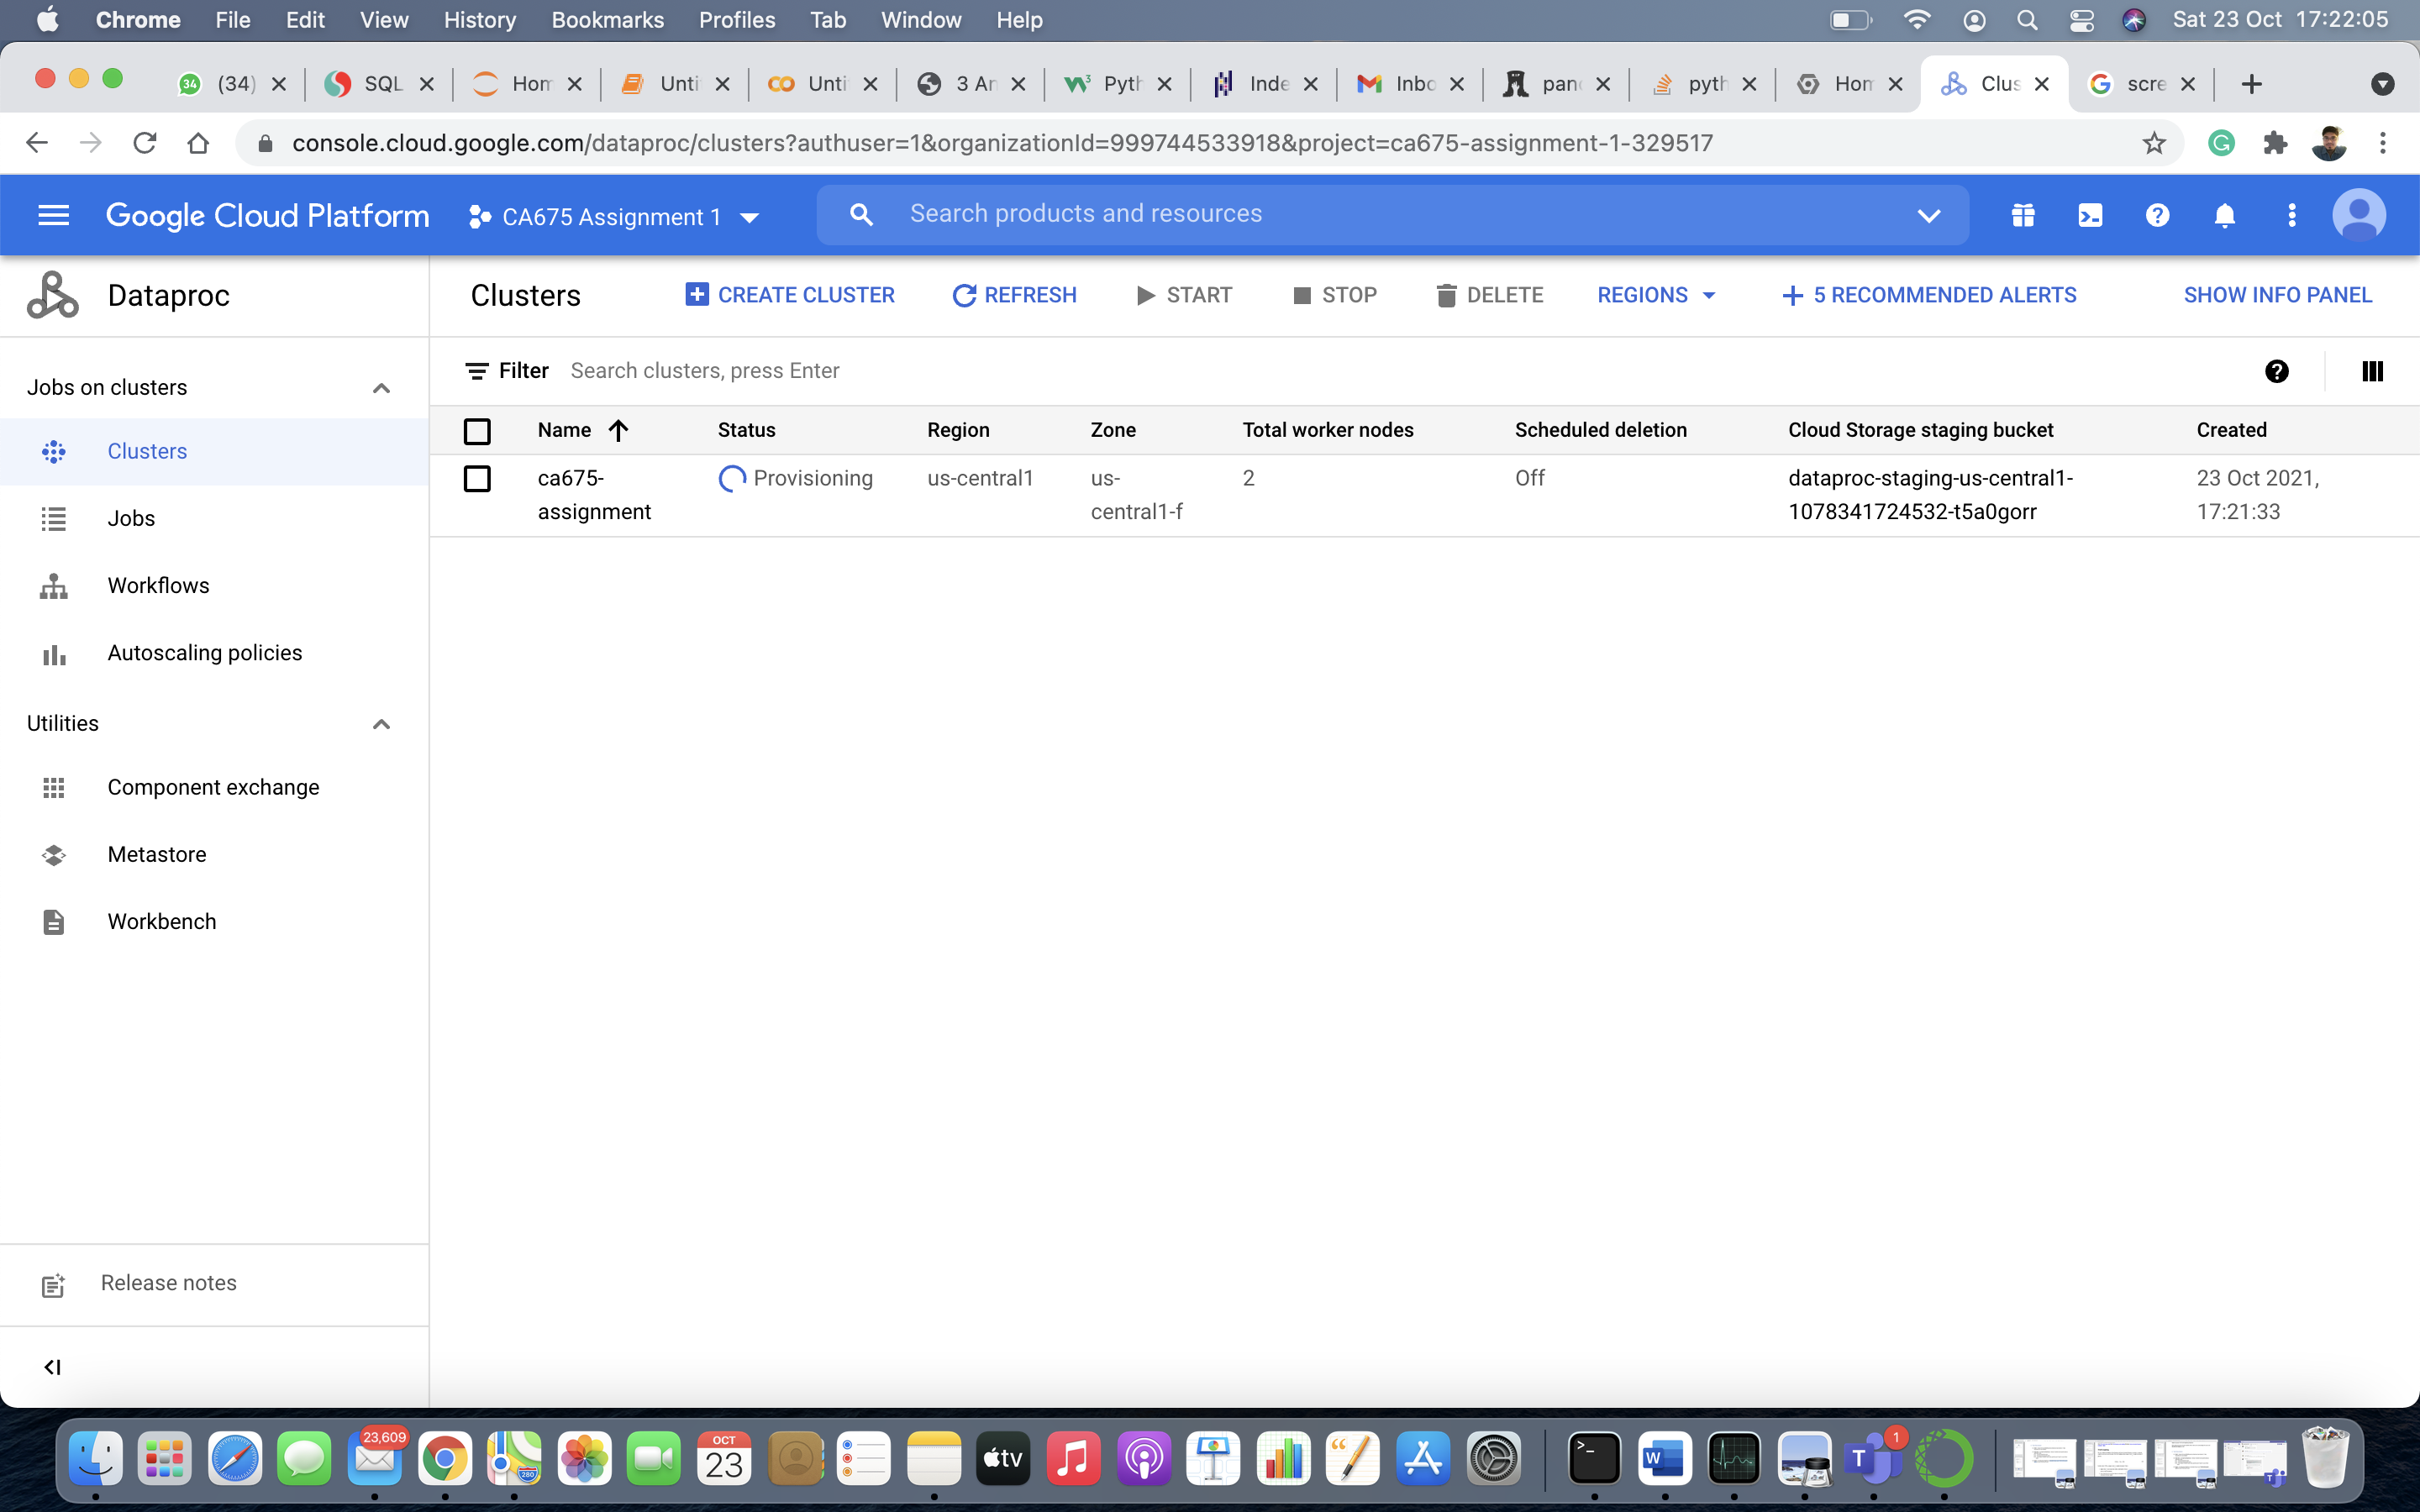 Chrome File Edit View History Bookmarks Profiles Tab Window Help Sat 23 Oct 17:22:05
34 (34) SQL Hom Unti Unti 3 An Pyth Inde Inbo pan pyth Hom Clus scre
console.cloud.google.com/dataproc/clusters?authuser=1&organizationId=999744533918&project=ca675-assignment-1-329517
Google Cloud Platform CA675 Assignment 1 Search products and resources
Dataproc
Clusters CREATE CLUSTER REFRESH START STOP DELETE REGIONS 5 RECOMMENDED ALERTS SHOW INFO PANEL
Jobs on clusters
Clusters
Jobs
Workflows
Autoscaling policies
Utilities
Component exchange
Metastore
Workbench
Release notes
Filter Search clusters, press Enter
Name Status Region Zone Total worker nodes Scheduled deletion Cloud Storage staging bucket Created
ca675- Provisioning us-central1 us- 2 Off dataproc-staging-us-central1- 23 Oct 2021,
assignment central1-f 1078341724532-t5a0gorr 17:21:33
23,609
280
OCT
23
tv
W
T
1